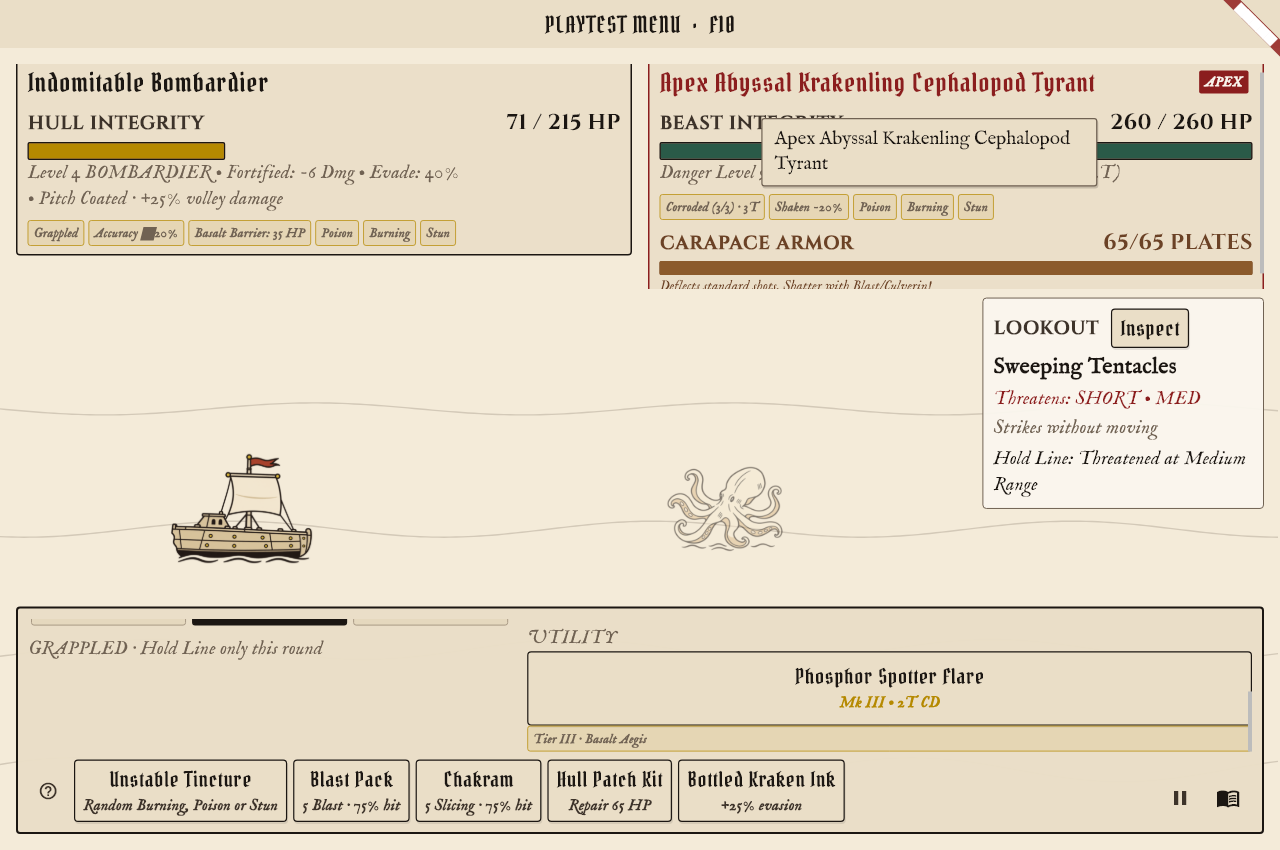 PLAYTEST MENU · F10
Indomitable Bombardier
HULL INTEGRITY 71 / 215 HP
Level 4 BOMBARDIER • Fortified: -6 Dmg • Evade: 40%
• Pitch Coated · +25% volley damage
Grappled Accuracy 20% Basalt Barrier: 35 HP Poison Burning Stun
Apex Abyssal Krakenling Cephalopod Tyrant APEX
BEAST INTEGRITY 260 / 260 HP
Apex Abyssal Krakenling Cephalopod
Tyrant
Danger Level
Corroded (3/3) · 3T Shaken -20% Poison Burning Stun
CARAPACE ARMOR 65/65 PLATES
Deflects standard shots. Shatter with Blast/Culverin!
LOOKOUT Inspect
Sweeping Tentacles
Threatens: SHORT • MED
Strikes without moving
Hold Line: Threatened at Medium
Range
GRAPPLED · Hold Line only this round
UTILITY
Phosphor Spotter Flare
Mk III • 2T CD
Tier III · Basalt Aegis
Unstable Tincture
Random Burning, Poison or Stun
Blast Pack
5 Blast · 75% hit
Chakram
5 Slicing · 75% hit
Hull Patch Kit
Repair 65 HP
Bottled Kraken Ink
+25% evasion